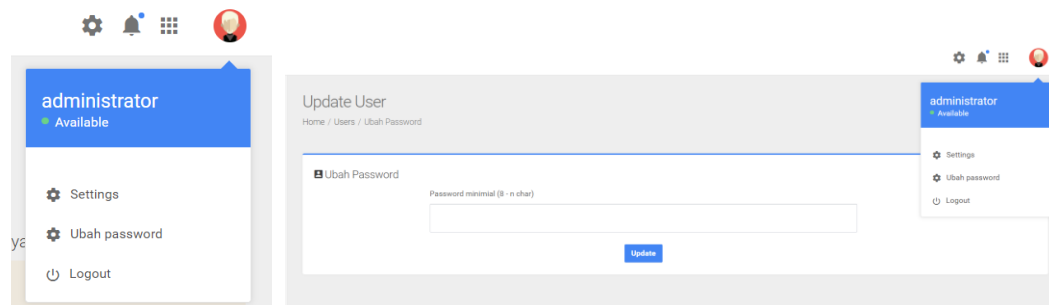 administrator
Available
Settings
Ubah password
Logout
ya
Update User
Home / Users / Ubah Password
Ubah Password
Password minimial (8 - n char)
Update
administrator
Available
Settings
Ubah password
Logout